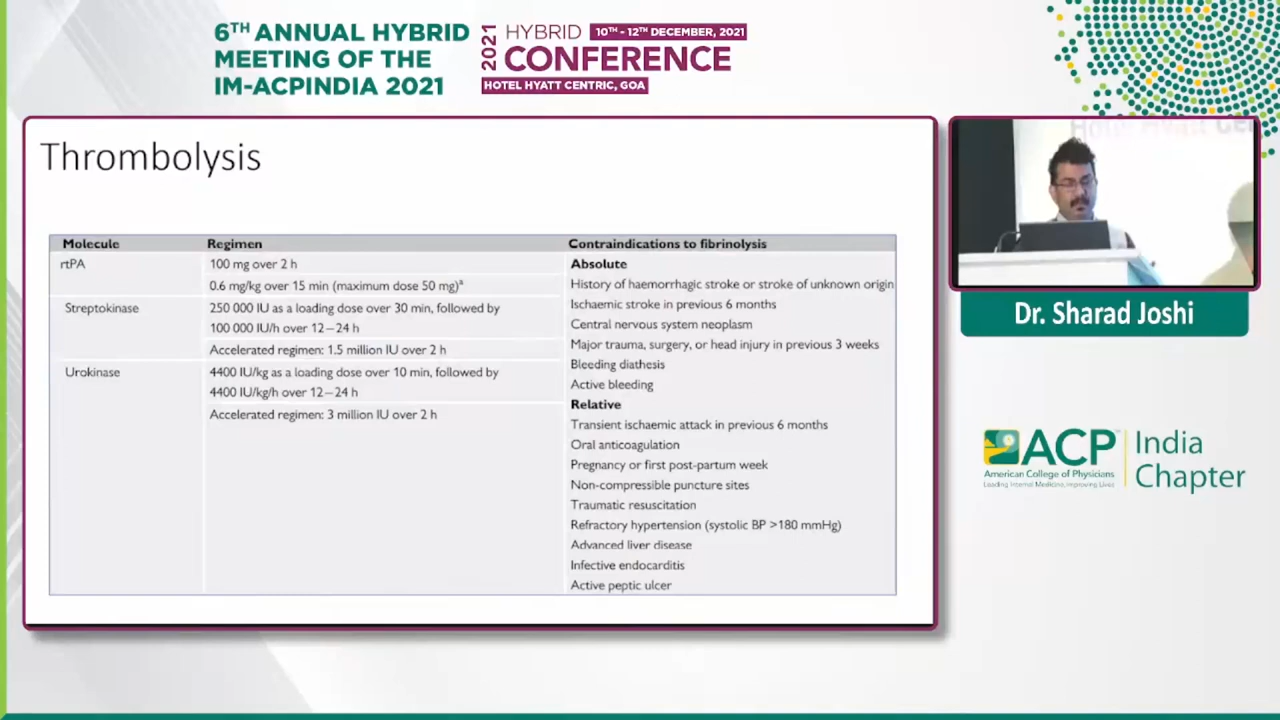 6TH ANNUAL HYBRID
MEETING OF THE
IM-ACPINDIA 2021
2021
HYBRID 10TH - 12TH DECEMBER, 2021
CONFERENCE
HOTEL HYATT CENTRIC, GOA
Thrombolysis
Molecule Regimen Contraindications to fibrinolysis
rtPA 100 mg over 2 h Absolute
0.6 mg/kg over 15 min (maximum dose 50 mg)ª History of haemorrhagic stroke or stroke of unknown origin
Streptokinase 250 000 IU as a loading dose over 30 min, followed by Ischaemic stroke in previous 6 months
100 000 IU/h over 12–24 h Central nervous system neoplasm
Accelerated regimen: 1.5 million IU over 2 h Major trauma, surgery, or head injury in previous 3 weeks
Urokinase 4400 IU/kg as a loading dose over 10 min, followed by Bleeding diathesis
4400 IU/kg/h over 12–24 h Active bleeding
Accelerated regimen: 3 million IU over 2 h Relative
Transient ischaemic attack in previous 6 months
Oral anticoagulation
Pregnancy or first post-partum week
Non-compressible puncture sites
Traumatic resuscitation
Refractory hypertension (systolic BP >180 mmHg)
Advanced liver disease
Infective endocarditis
Active peptic ulcer
Dr. Sharad Joshi
ACP
American College of Physicians
Leading Internal Medicine, Improving Lives
India
Chapter